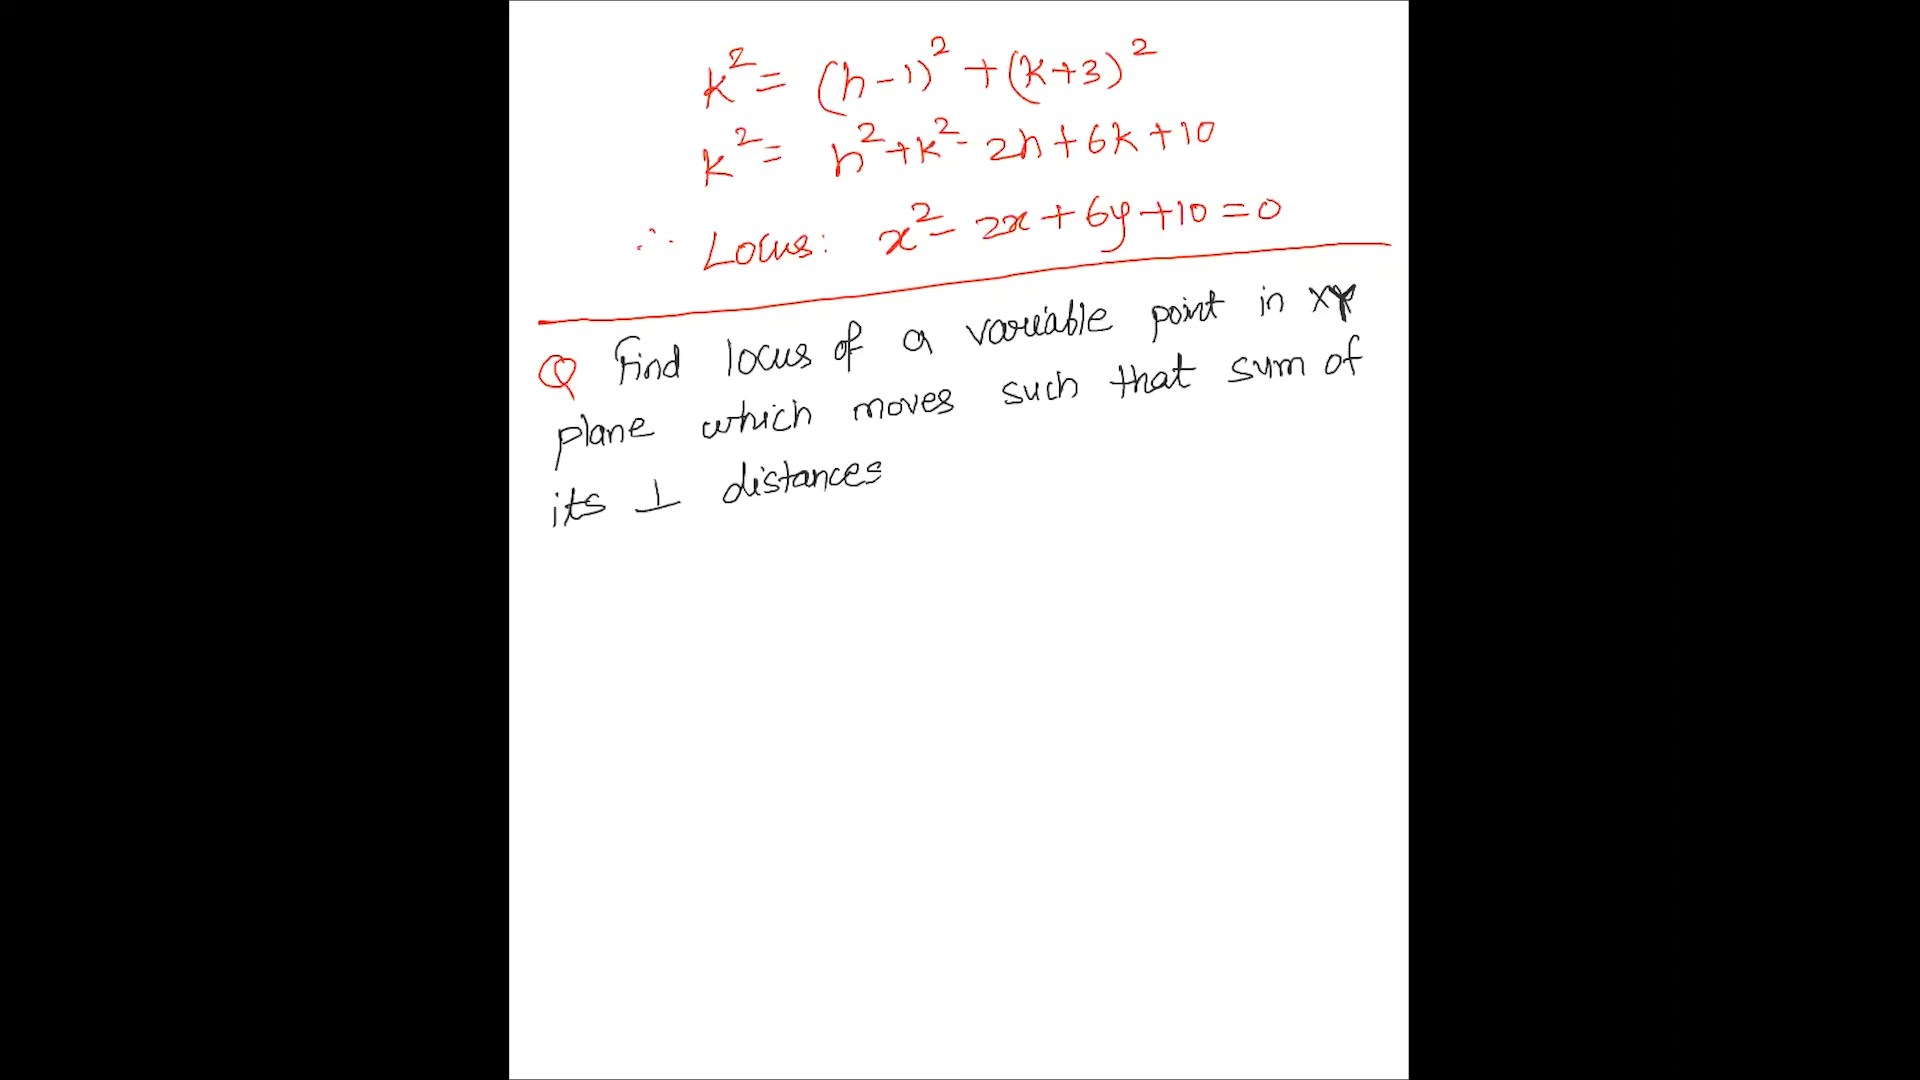 k² = (h-1)² + (k+3)²
k² = h² + k² - 2h + 6k + 10
∴ Locus: x² - 2x + 6y + 10 = 0
Q Find locus of a variable point in XY
plane which moves such that sum of
its ⊥ distances